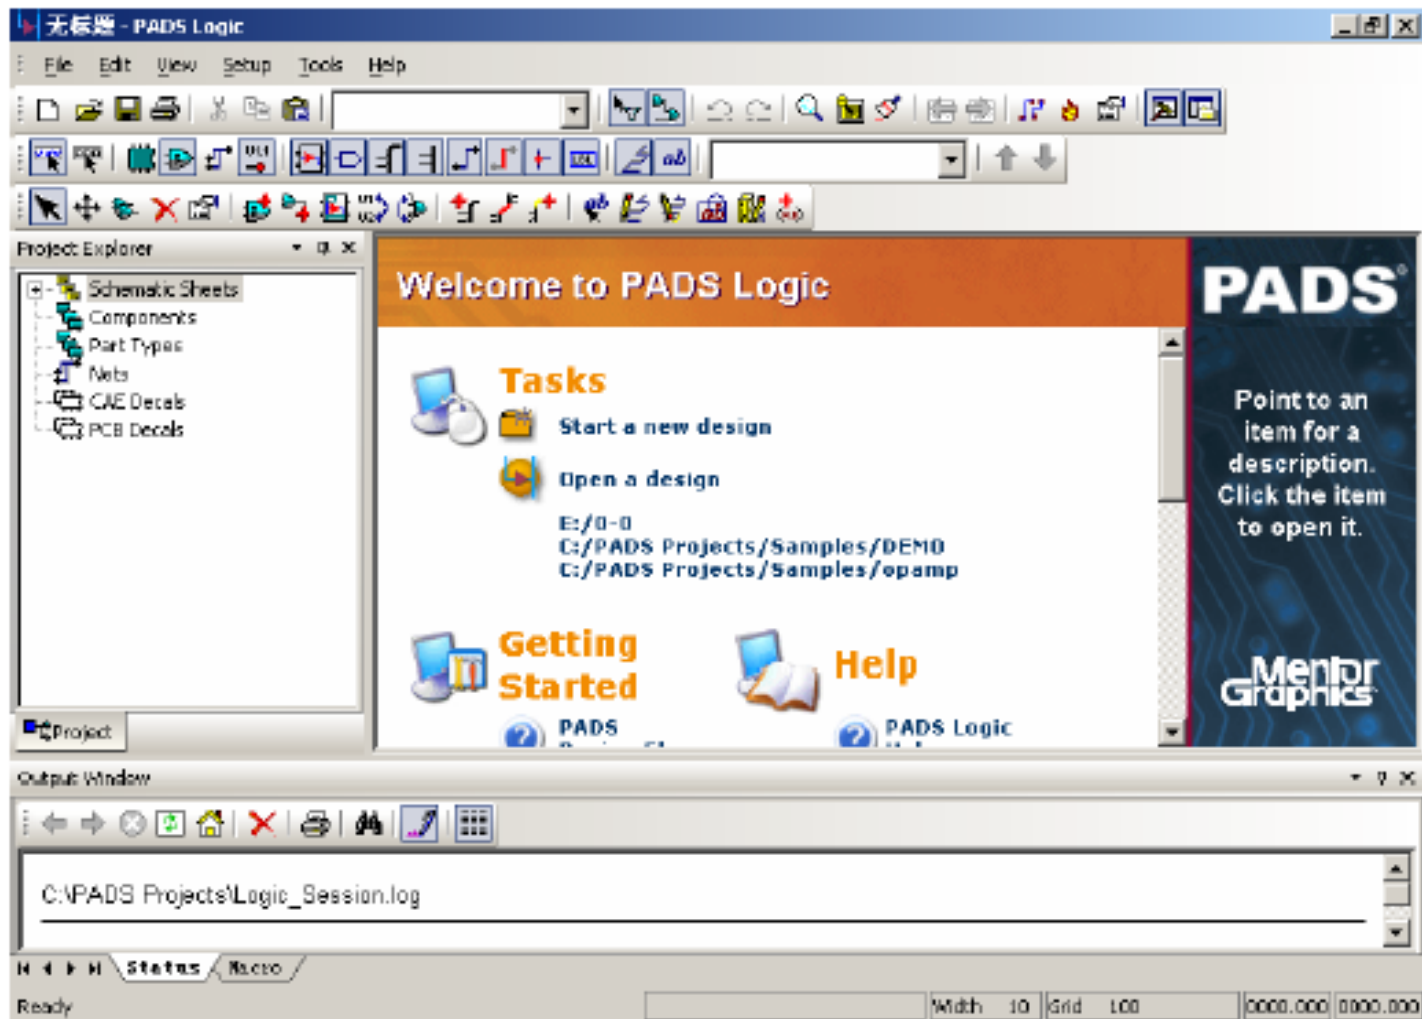 无标题 - PADS Logic
File Edit View Setup Tools Help
Project Explorer
Schematic Sheets
Components
Part Types
Nets
CAE Decals
PCB Decals
Project
Welcome to PADS Logic
Tasks
Start a new design
Open a design
E:/0-0
C:/PADS Projects/Samples/DEMO
C:/PADS Projects/Samples/opamp
Getting
Started
PADS
Help
PADS Logic
PADS
Point to an
item for a
description.
Click the item
to open it.
Mentor
Graphics
Output Window
C:\PADS Projects\Logic_Session.log
Status Macro
Ready Width 10 Grid 100 0000.000 0000.000